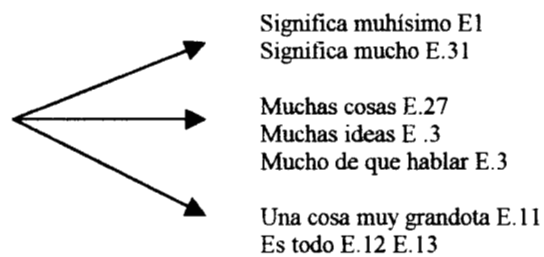 Significa muhísimo E1
Significa mucho E.31
Muchas cosas E.27
Muchas ideas E .3
Mucho de que hablar E.3
Una cosa muy grandota E.11
Es todo E.12 E.13